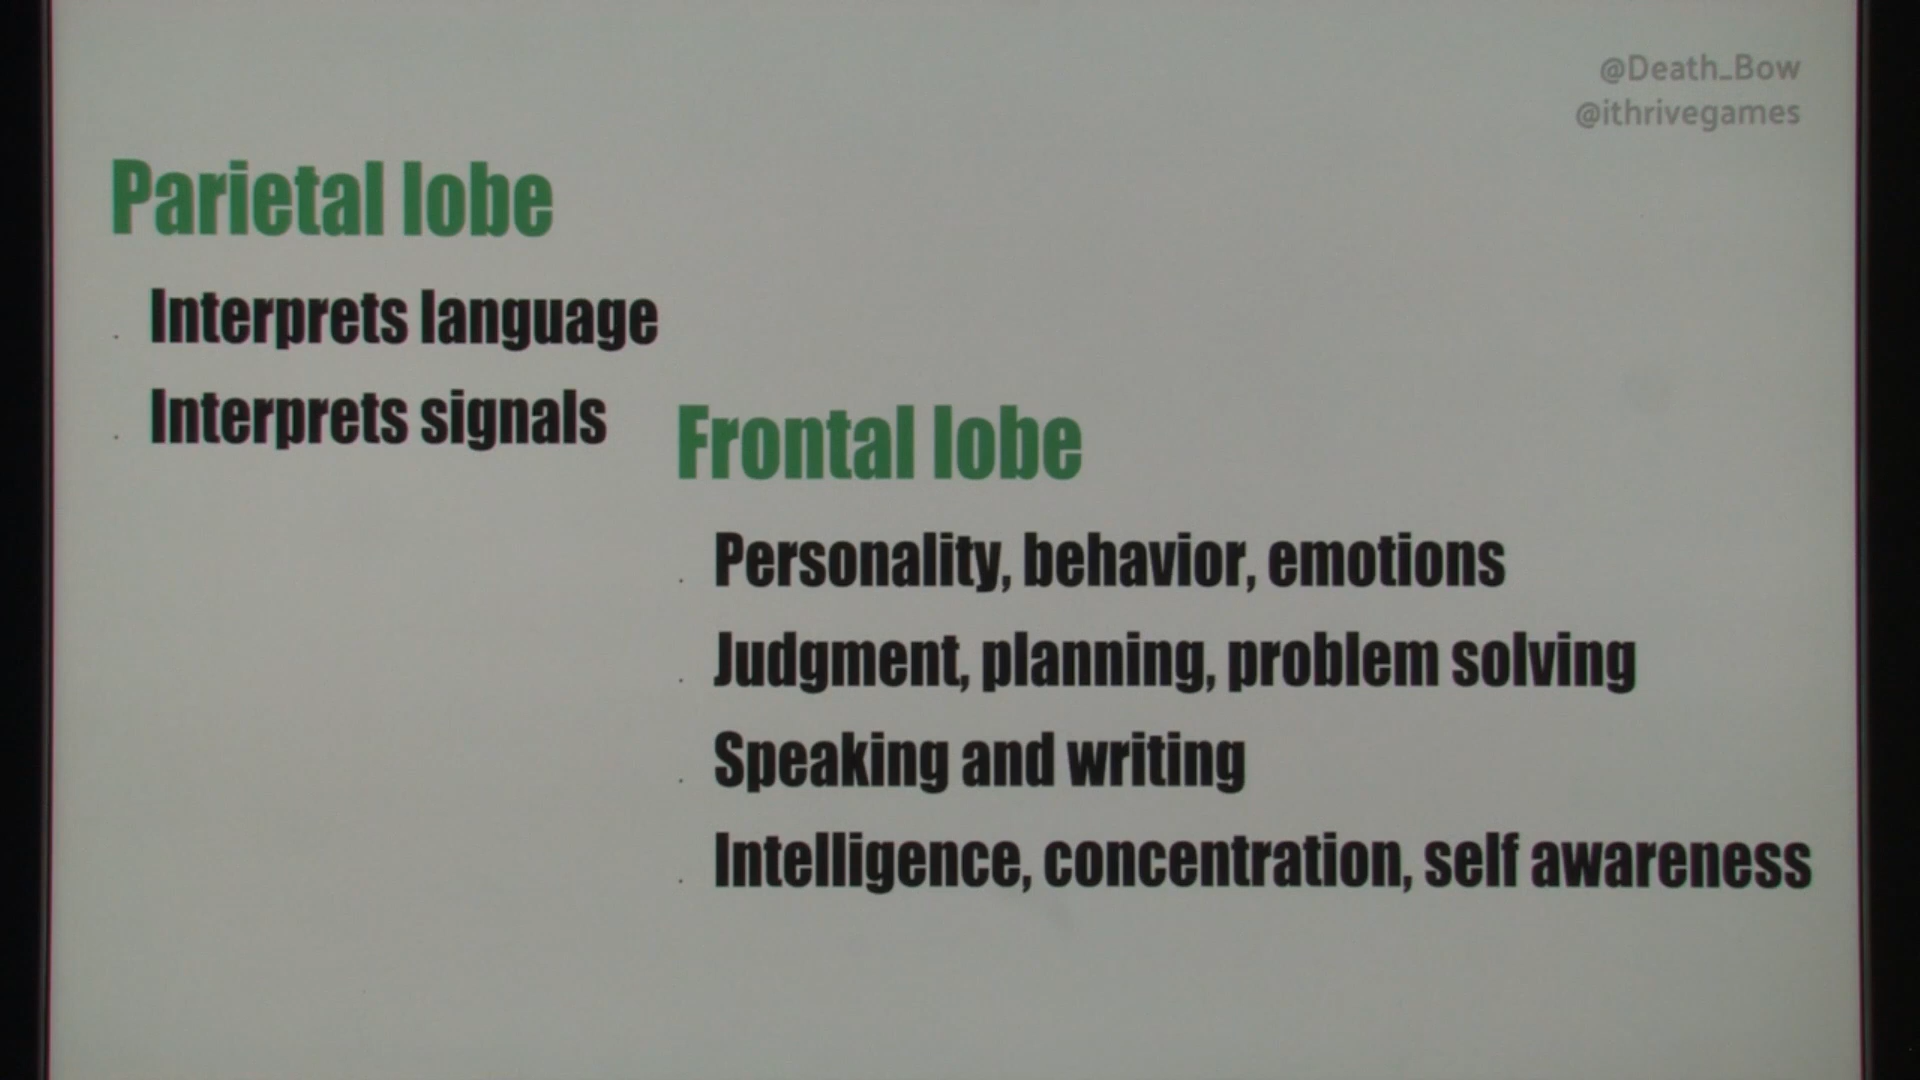 @Death_Bow
@ithrivegames
Parietal lobe
Interprets language
Interprets signals
Frontal lobe
Personality, behavior, emotions
Judgment, planning, problem solving
Speaking and writing
Intelligence, concentration, self awareness